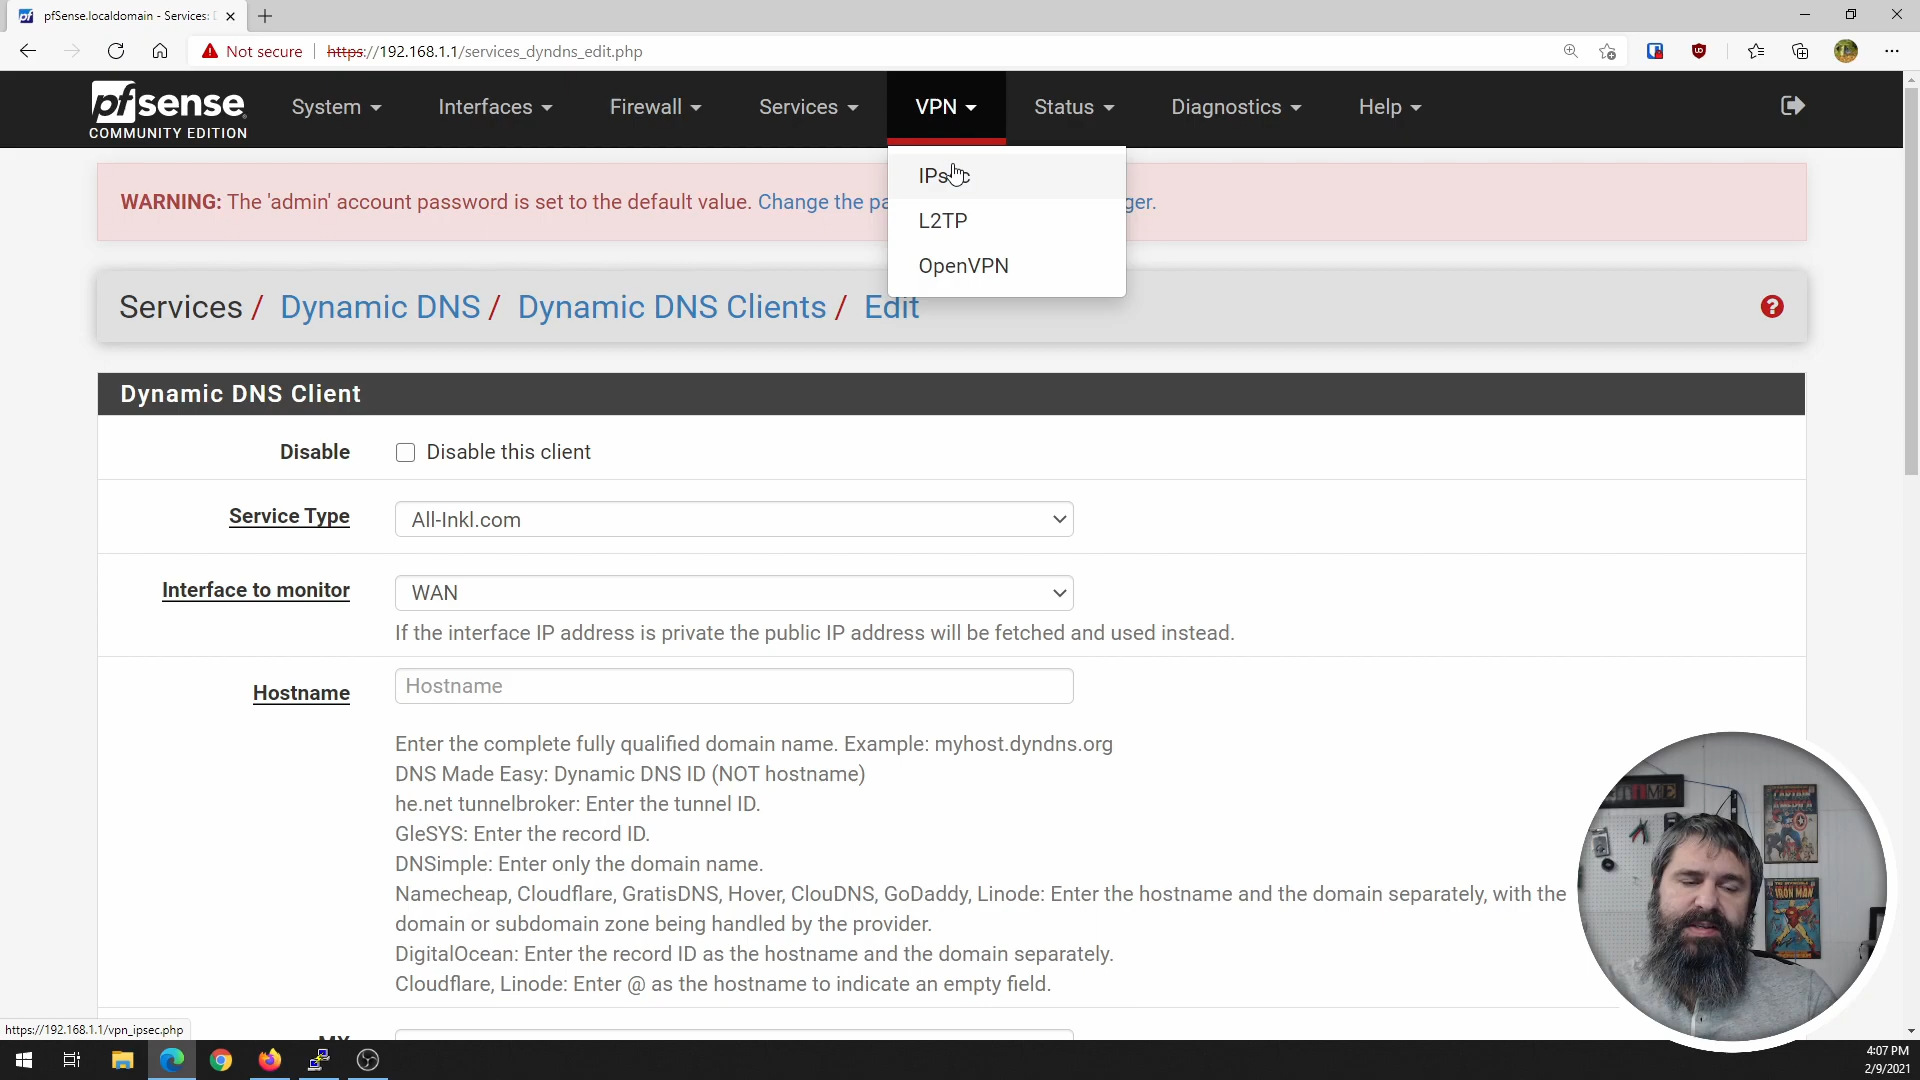 pfSense.localdomain - Services: D
Not secure
https://192.168.1.1/services_dyndns_edit.php
pfsense
COMMUNITY EDITION
System
Interfaces
Firewall
Services
VPN
Status
Diagnostics
Help
IPsec
L2TP
OpenVPN
WARNING: The 'admin' account password is set to the default value. Change the pa
ger.
Services / Dynamic DNS / Dynamic DNS Clients / Edit
Dynamic DNS Client
Disable
Disable this client
Service Type
All-Inkl.com
Interface to monitor
WAN
If the interface IP address is private the public IP address will be fetched and used instead.
Hostname
Hostname
Enter the complete fully qualified domain name. Example: myhost.dyndns.org
DNS Made Easy: Dynamic DNS ID (NOT hostname)
he.net tunnelbroker: Enter the tunnel ID.
GleSYS: Enter the record ID.
DNSimple: Enter only the domain name.
Namecheap, Cloudflare, GratisDNS, Hover, ClouDNS, GoDaddy, Linode: Enter the hostname and the domain separately, with the
domain or subdomain zone being handled by the provider.
DigitalOcean: Enter the record ID as the hostname and the domain separately.
Cloudflare, Linode: Enter @ as the hostname to indicate an empty field.
MX
https://192.168.1.1/vpn_ipsec.php
CAPTAIN
AMERICA
IRON MAN
4:07 PM
2/9/2021